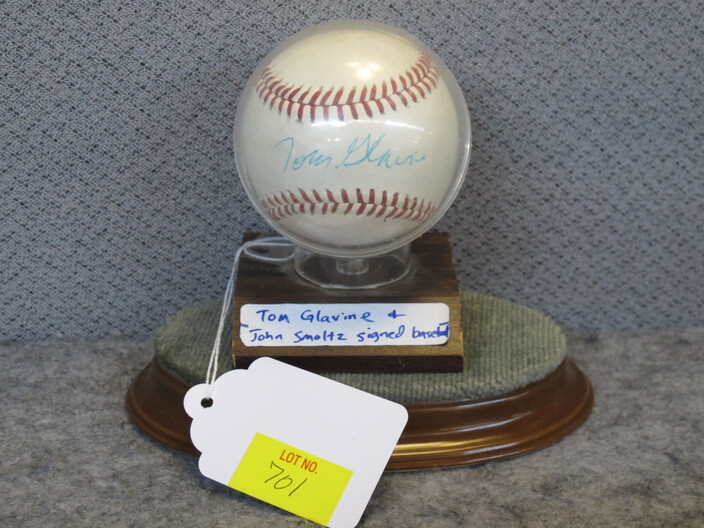 Tom Glavine
Tom Glavine &
John Smoltz signed baseball
LOT NO.
701